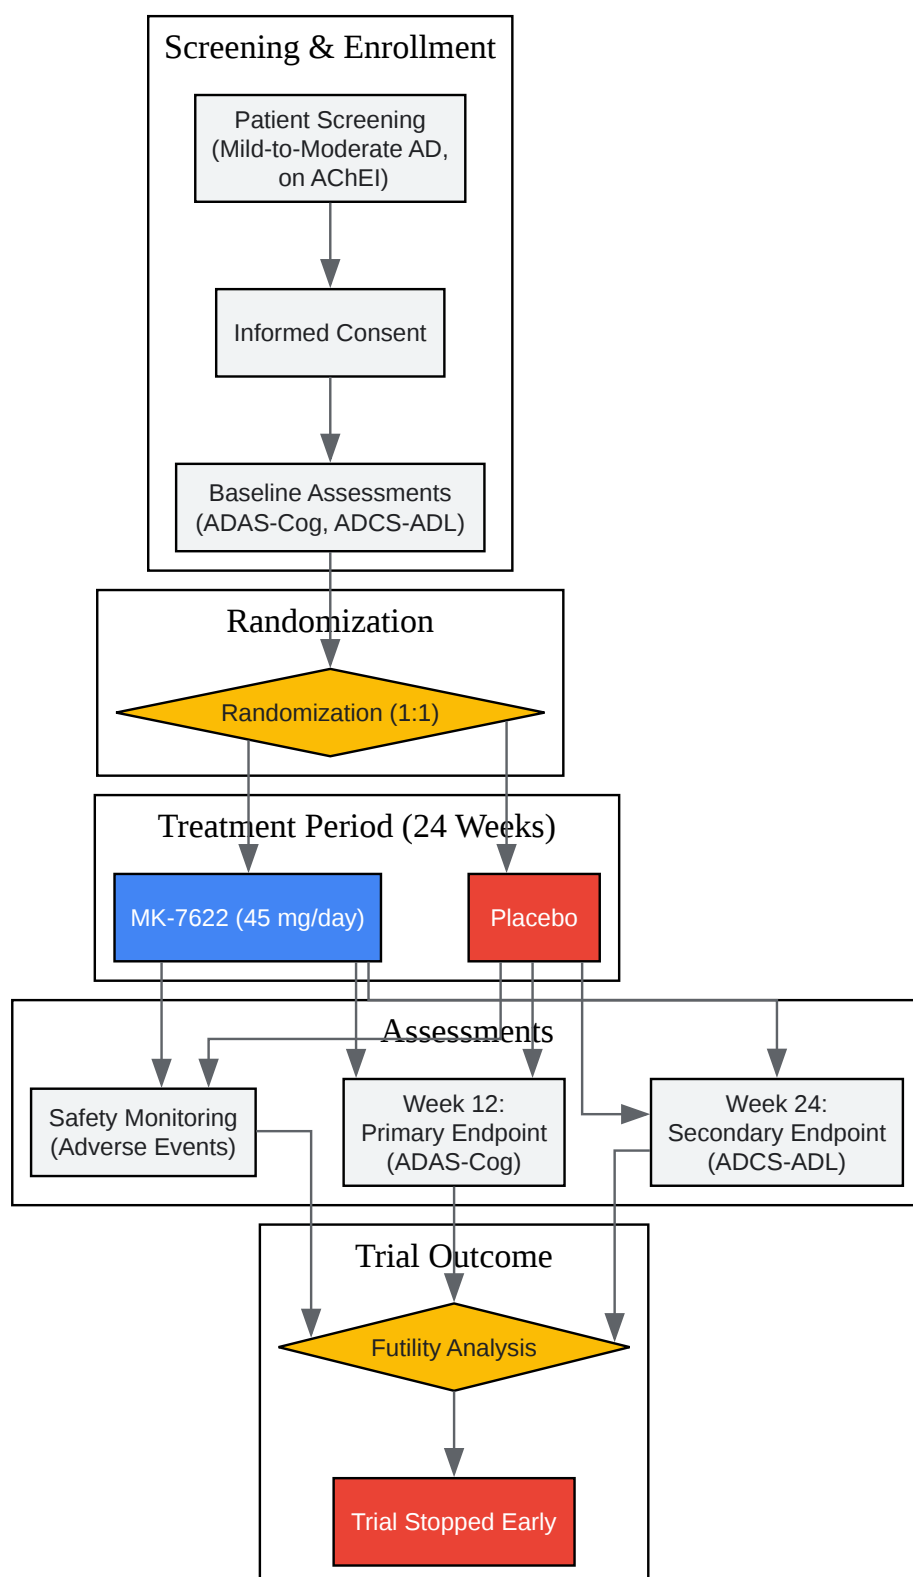 Screening & Enrollment
Patient Screening
(Mild-to-Moderate AD,
on AChEI)
Informed Consent
Baseline Assessments
(ADAS-Cog, ADCS-ADL)
Randomization
Randomization (1:1)
Treatment Period (24 Weeks)
MK-7622 (45 mg/day)
Placebo
Assessments
Safety Monitoring
(Adverse Events)
Week 12:
Primary Endpoint
(ADAS-Cog)
Week 24:
Secondary Endpoint
(ADCS-ADL)
Trial Outcome
Futility Analysis
Trial Stopped Early